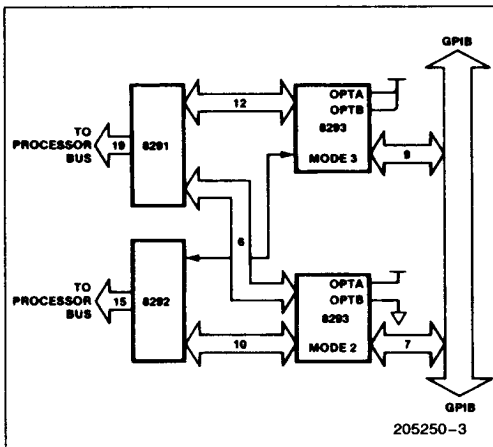 GPIB
12
OPTA
OPTB
8293
MODE 3
TO
PROCESSOR
BUS
19
8291
9
6
TO
PROCESSOR
BUS
15
8292
OPTA
OPTB
8293
MODE 2
10
7
GPIB
205250-3